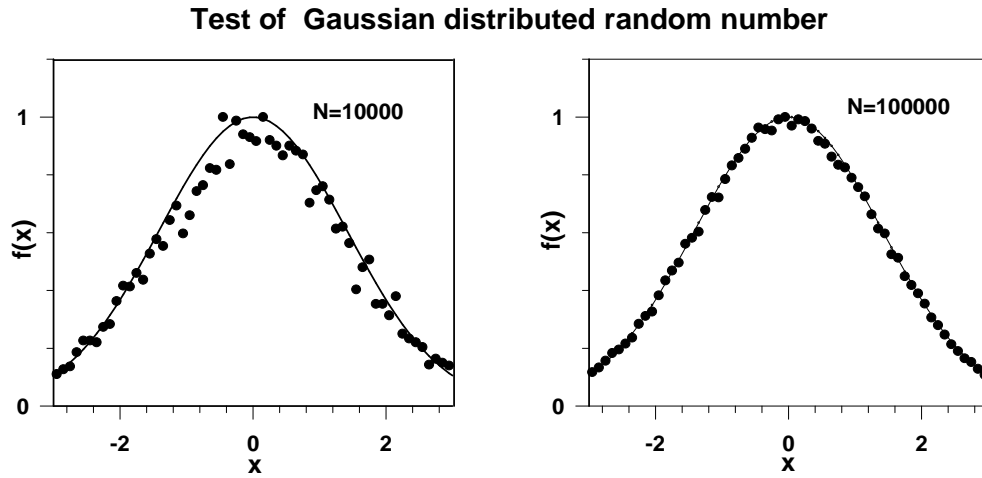 Test of Gaussian distributed random number
N=10000
1
f(x)
0
-2
0
2
x
N=100000
1
f(x)
0
-2
0
2
x